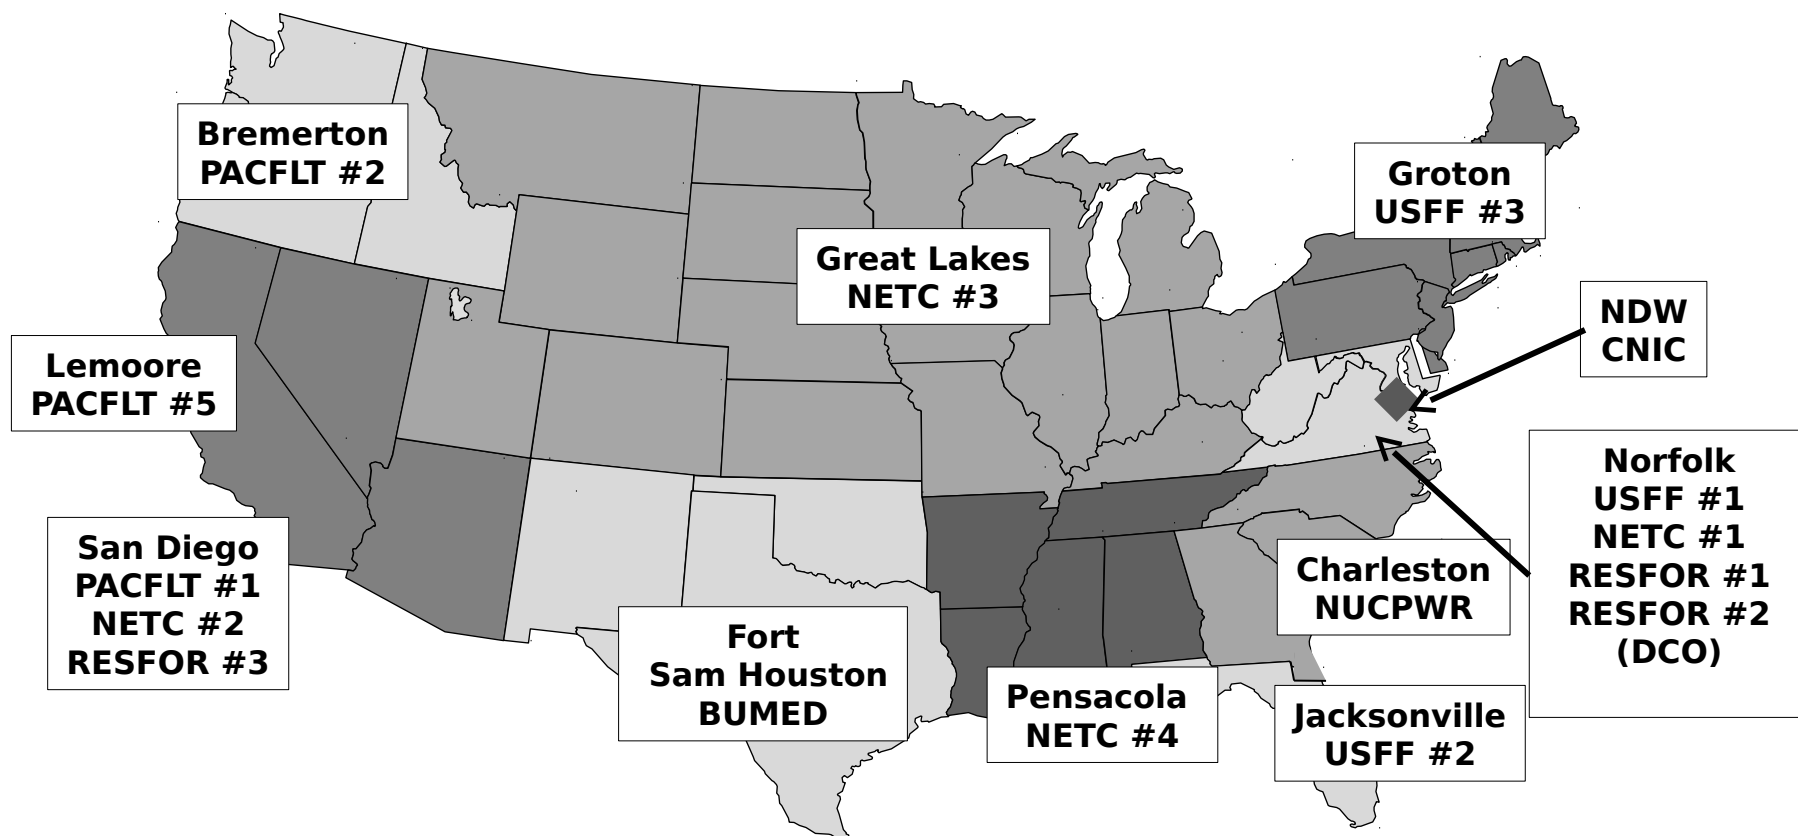 Bremerton
PACFLT #2
Groton
USFF #3
Great Lakes
NETC #3
NDW
CNIC
Lemoore
PACFLT #5
Norfolk
USFF #1
NETC #1
RESFOR #1
RESFOR #2
(DCO)
San Diego
PACFLT #1
NETC #2
RESFOR #3
Charleston
NUCPWR
Fort
Sam Houston
BUMED
Pensacola
NETC #4
Jacksonville
USFF #2